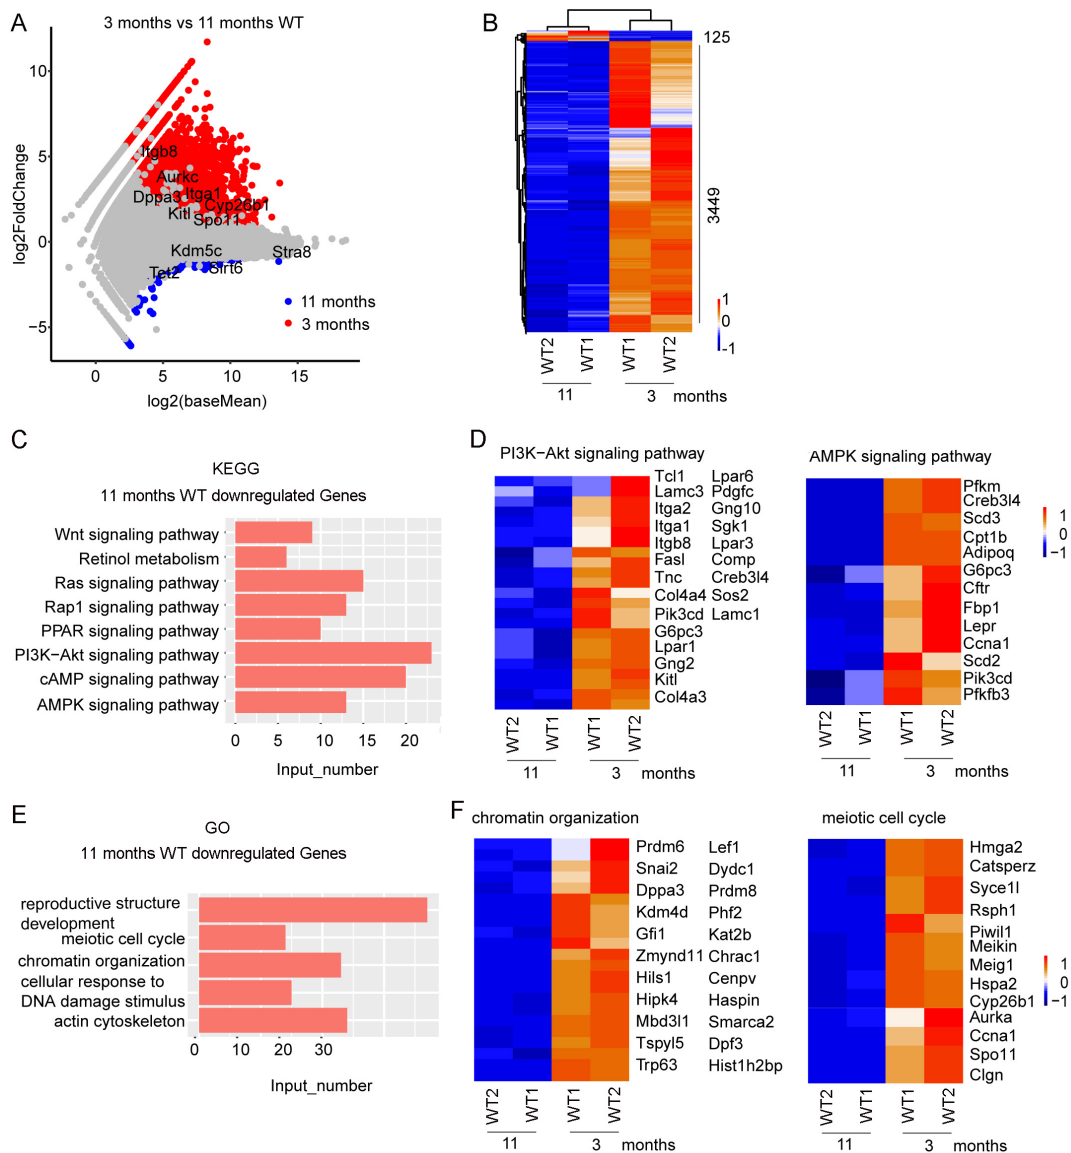 A
3 months vs 11 months WT
log2FoldChange
10
5
0
−5
Itgb8
Aurkc
Dppa3
Itga1
Kitl
Cyp26b1
Spo11
Kdm5c
Stra8
Tet2
Sirt6
11 months
3 months
0 5 10 15
log2(baseMean)
B
125
3449
1
0
-1
WT2 WT1 WT1 WT2
11 3 months
C
KEGG
11 months WT downregulated Genes
Wnt signaling pathway
Retinol metabolism
Ras signaling pathway
Rap1 signaling pathway
PPAR signaling pathway
PI3K−Akt signaling pathway
cAMP signaling pathway
AMPK signaling pathway
0 5 10 15 20
Input_number
D
PI3K−Akt signaling pathway
Tcl1 Lpar6
Lamc3 Pdgfc
Itga2 Gng10
Itga1 Sgk1
Itgb8 Lpar3
Fasl Comp
Tnc Creb3l4
Col4a4 Sos2
Pik3cd Lamc1
G6pc3
Lpar1
Gng2
Kitl
Col4a3
WT2 WT1 WT1 WT2
11 3 months
AMPK signaling pathway
Pfkm
Creb3l4
Scd3
Cpt1b
Adipoq
G6pc3
Cftr
Fbp1
Lepr
Ccna1
Scd2
Pik3cd
Pfkfb3
1
0
−1
WT2 WT1 WT1 WT2
11 3 months
E
GO
11 months WT downregulated Genes
reproductive structure
development
meiotic cell cycle
chromatin organization
cellular response to
DNA damage stimulus
actin cytoskeleton
0 10 20 30
Input_number
F
chromatin organization
Prdm6 Lef1
Snai2 Dydc1
Dppa3 Prdm8
Kdm4d Phf2
Gfi1 Kat2b
Zmynd11 Chrac1
Hils1 Cenpv
Hipk4 Haspin
Mbd3l1 Smarca2
Tspyl5 Dpf3
Trp63 Hist1h2bp
WT2 WT1 WT1 WT2
11 3 months
meiotic cell cycle
Hmga2
Catsperz
Syce1l
Rsph1
Piwil1
Meikin
Meig1
Hspa2
Cyp26b1
Aurka
Ccna1
Spo11
Clgn
1
0
−1
WT2 WT1 WT1 WT2
11 3 months